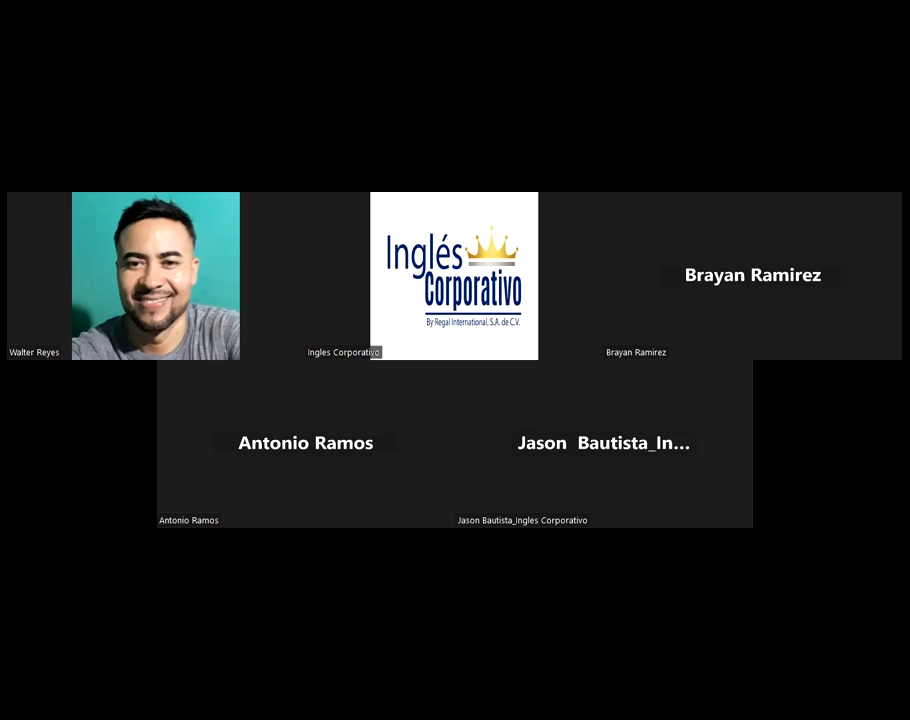 Inglés
Corporativo
By Regal International, S.A. de C.V.
Brayan Ramirez
Walter Reyes
Ingles Corporativo
Brayan Ramirez
Antonio Ramos
Jason Bautista_In...
Antonio Ramos
Jason Bautista_Ingles Corporativo